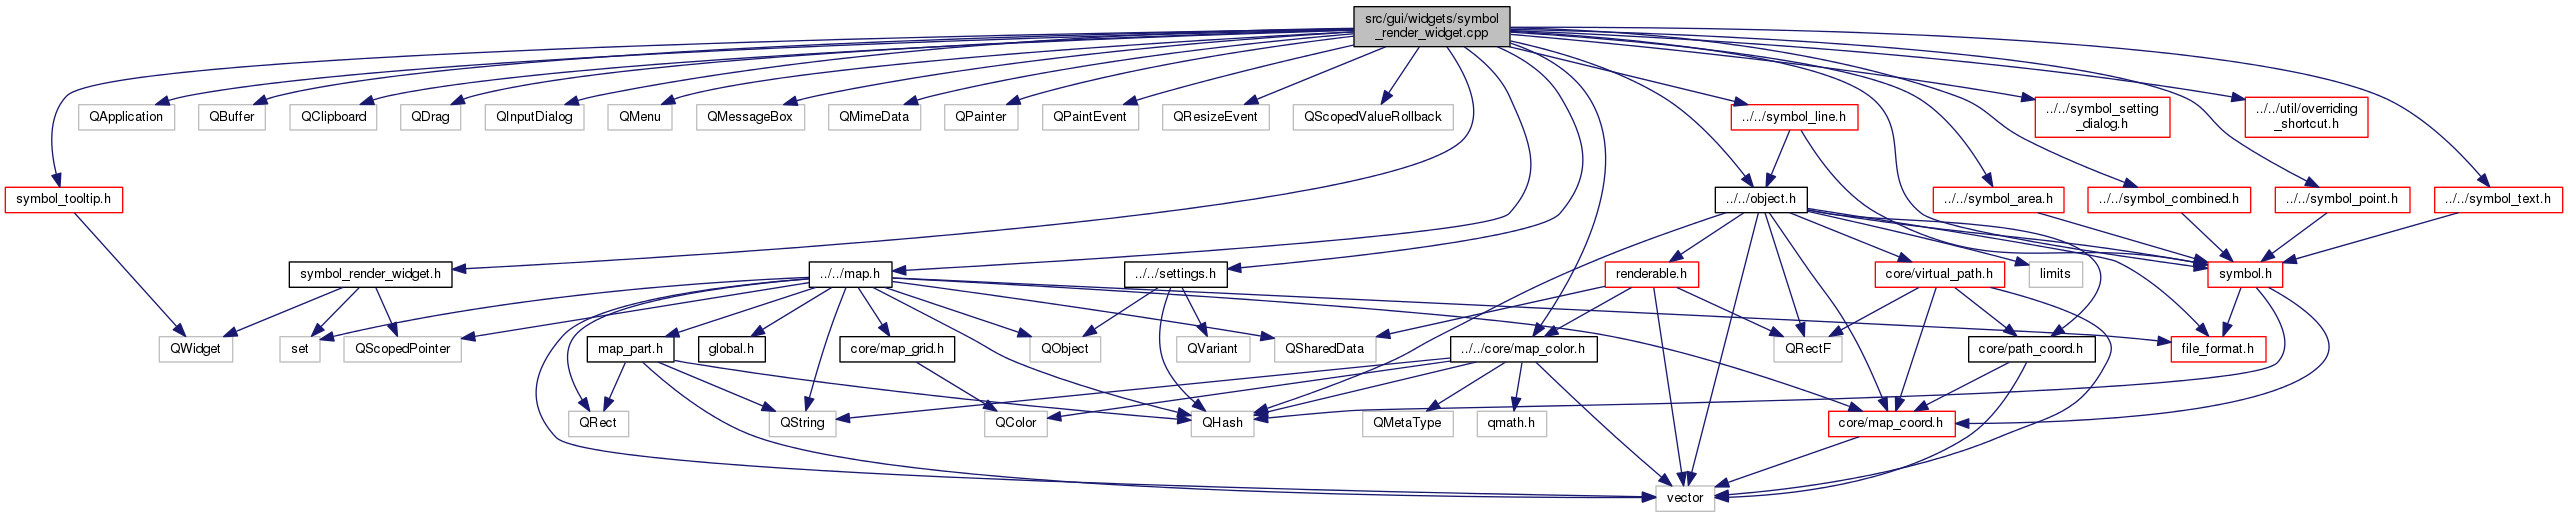 src/gui/widgets/symbol
_render_widget.cpp
QApplication
QBuffer
QClipboard
QDrag
QInputDialog
QMenu
QMessageBox
QMimeData
QPainter
QPaintEvent
QResizeEvent
QScopedValueRollback
../../symbol_line.h
../../symbol_setting
_dialog.h
../../util/overriding
_shortcut.h
symbol_tooltip.h
../../object.h
../../symbol_area.h
../../symbol_combined.h
../../symbol_point.h
../../symbol_text.h
symbol_render_widget.h
../../map.h
../../settings.h
renderable.h
core/virtual_path.h
limits
symbol.h
QWidget
set
QScopedPointer
map_part.h
global.h
core/map_grid.h
QObject
QVariant
QSharedData
../../core/map_color.h
QRectF
core/path_coord.h
file_format.h
QRect
QString
QColor
QHash
QMetaType
qmath.h
core/map_coord.h
vector